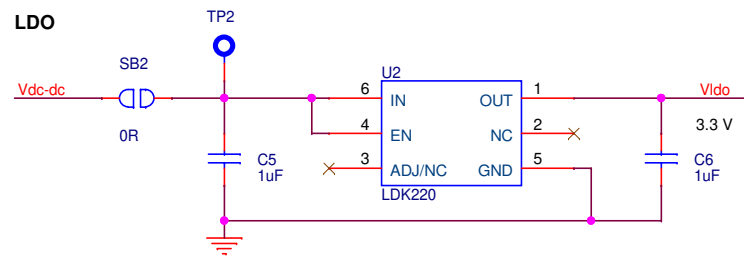 LDO
TP2
SB2
U2
Vdc-dc
6
IN
OUT
1
Vldo
0R
4
EN
NC
2
3.3 V
C5
1uF
3
ADJ/NC
GND
5
C6
1uF
LDK220